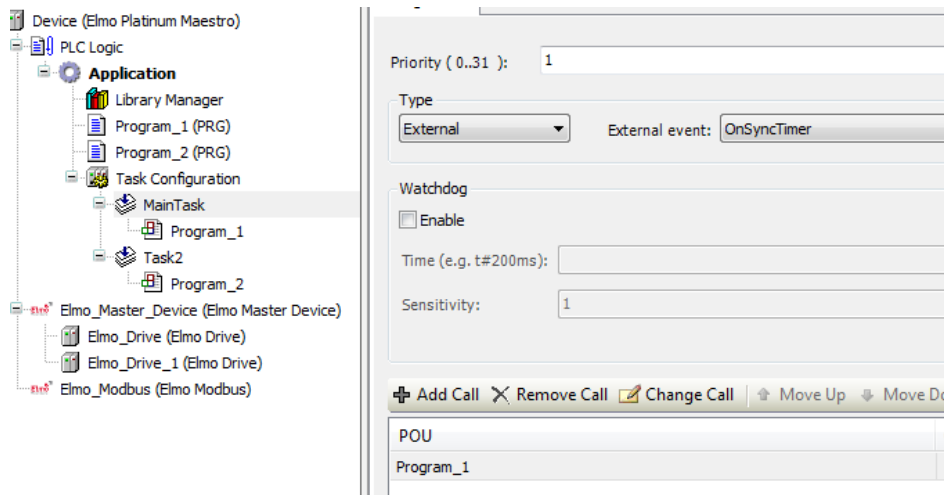 Device (Elmo Platinum Maestro)
PLC Logic
Application
Library Manager
Program_1 (PRG)
Program_2 (PRG)
Task Configuration
MainTask
Program_1
Task2
Program_2
Elmo_Master_Device (Elmo Master Device)
Elmo_Drive (Elmo Drive)
Elmo_Drive_1 (Elmo Drive)
Elmo_Modbus (Elmo Modbus)
Priority ( 0..31 ): 1
Type
External External event: OnSyncTimer
Watchdog
Enable
Time (e.g. t#200ms):
Sensitivity: 1
Add Call Remove Call Change Call Move Up Move Do
POU
Program_1